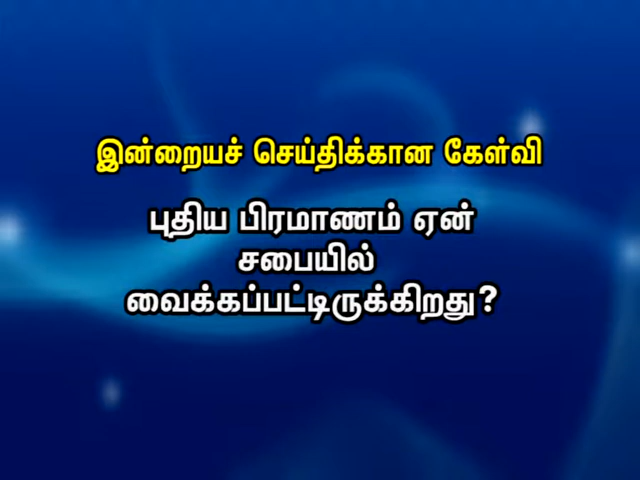 இன்றையச் செய்திக்கான கேள்வி
புதிய பிரமாணம் ஏன்
சபையில்
வைக்கப்பட்டிருக்கிறது?